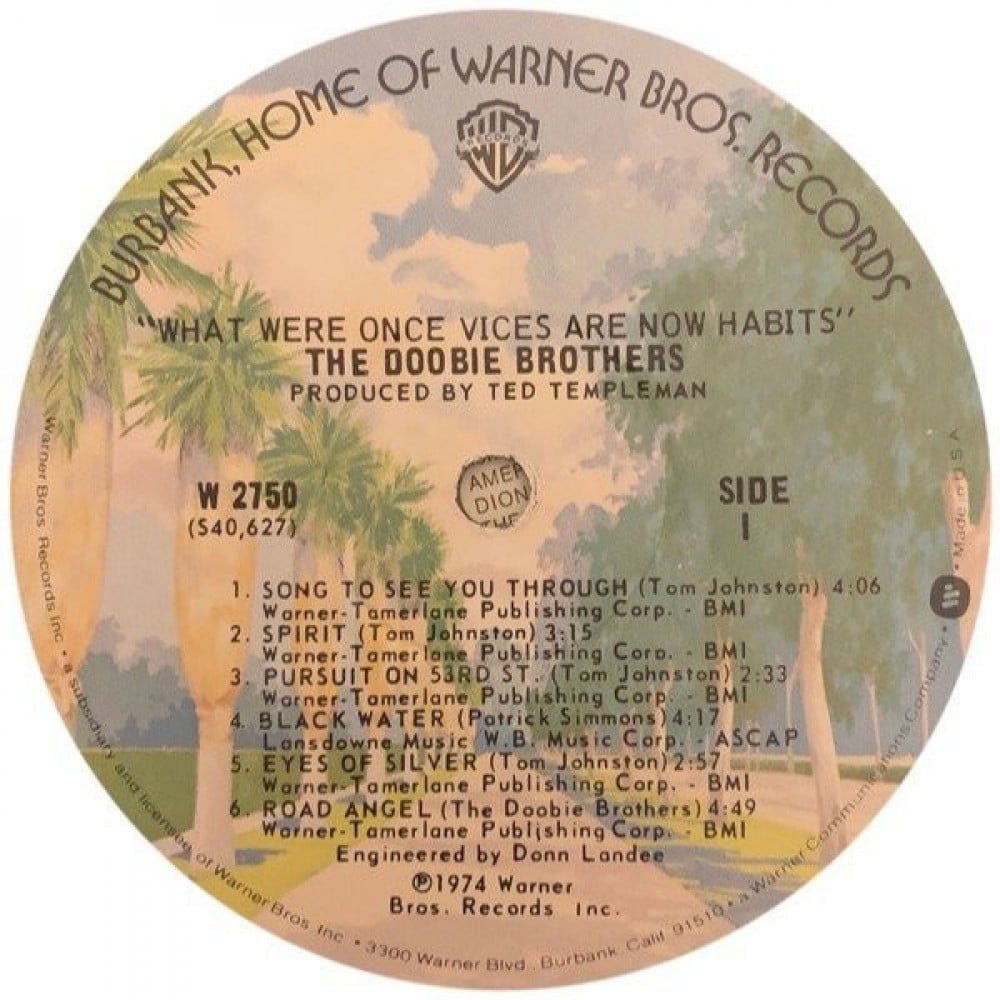 BURBANK, HOME OF WARNER BROS. RECORDS
RECORDS
"WHAT WERE ONCE VICES ARE NOW HABITS"
THE DOOBIE BROTHERS
PRODUCED BY TED TEMPLEMAN
W 2750
(S40,627)
AMER
DION
SIDE
1
1. SONG TO SEE YOU THROUGH (Tom Johnston) 4:06
Warner-Tamerlane Publishing Corp. - BMI
2. SPIRIT (Tom Johnston) 3:15
Warner-Tamerlane Publishing Corp. - BMI
3. PURSUIT ON 53RD ST. (Tom Johnston) 2:33
Warner-Tamerlane Publishing Corp. - BMI
4. BLACK WATER (Patrick Simmons) 4:17
Lansdowne Music W.B. Music Corp. - ASCAP
5. EYES OF SILVER (Tom Johnston) 2:57
Warner-Tamerlane Publishing Corp. - BMI
6. ROAD ANGEL (The Doobie Brothers) 4:49
Warner-Tamerlane Publishing Corp. - BMI
Engineered by Donn Landee
℗1974 Warner
Bros. Records Inc.
Warner Bros. Records Inc. • a subsidiary and licensee of Warner Bros. Inc. • 3300 Warner Blvd., Burbank, Calif. 91510 • a Warner Communications Company • Made in U.S.A.